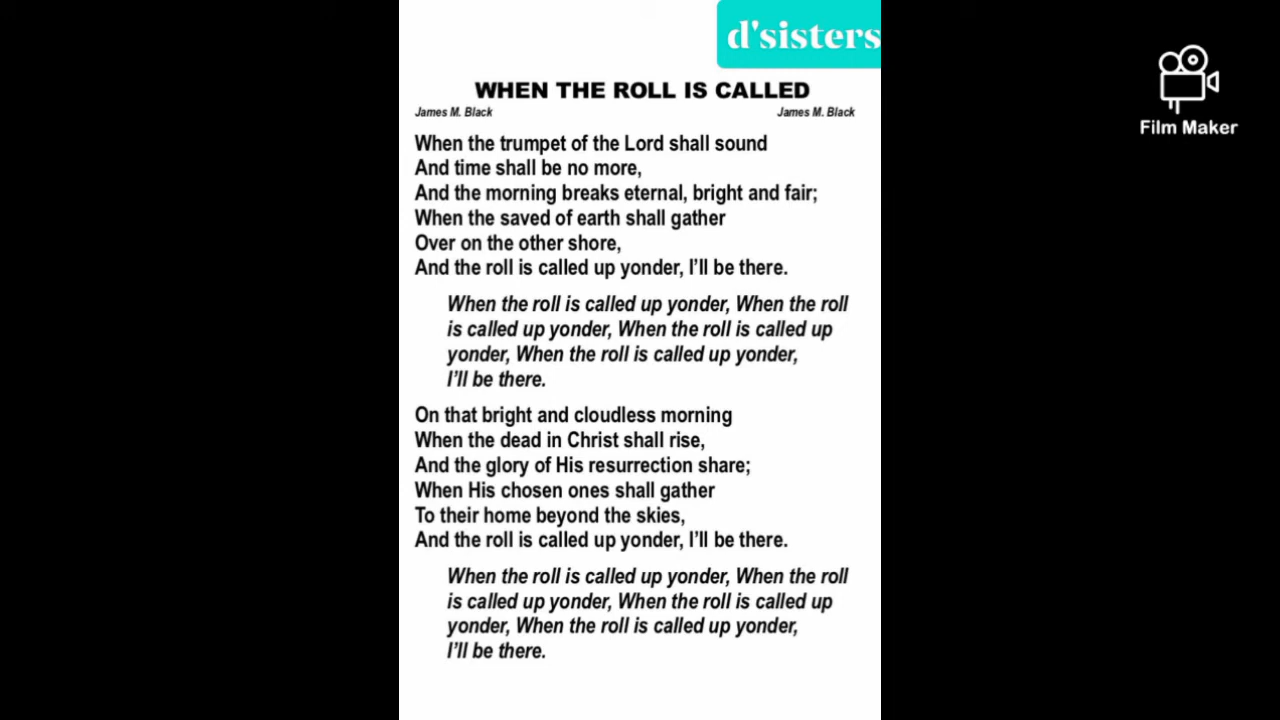 d'sisters
Film Maker
WHEN THE ROLL IS CALLED
James M. Black James M. Black
When the trumpet of the Lord shall sound
And time shall be no more,
And the morning breaks eternal, bright and fair;
When the saved of earth shall gather
Over on the other shore,
And the roll is called up yonder, I’ll be there.
When the roll is called up yonder, When the roll
is called up yonder, When the roll is called up
yonder, When the roll is called up yonder,
I’ll be there.
On that bright and cloudless morning
When the dead in Christ shall rise,
And the glory of His resurrection share;
When His chosen ones shall gather
To their home beyond the skies,
And the roll is called up yonder, I’ll be there.
When the roll is called up yonder, When the roll
is called up yonder, When the roll is called up
yonder, When the roll is called up yonder,
I’ll be there.